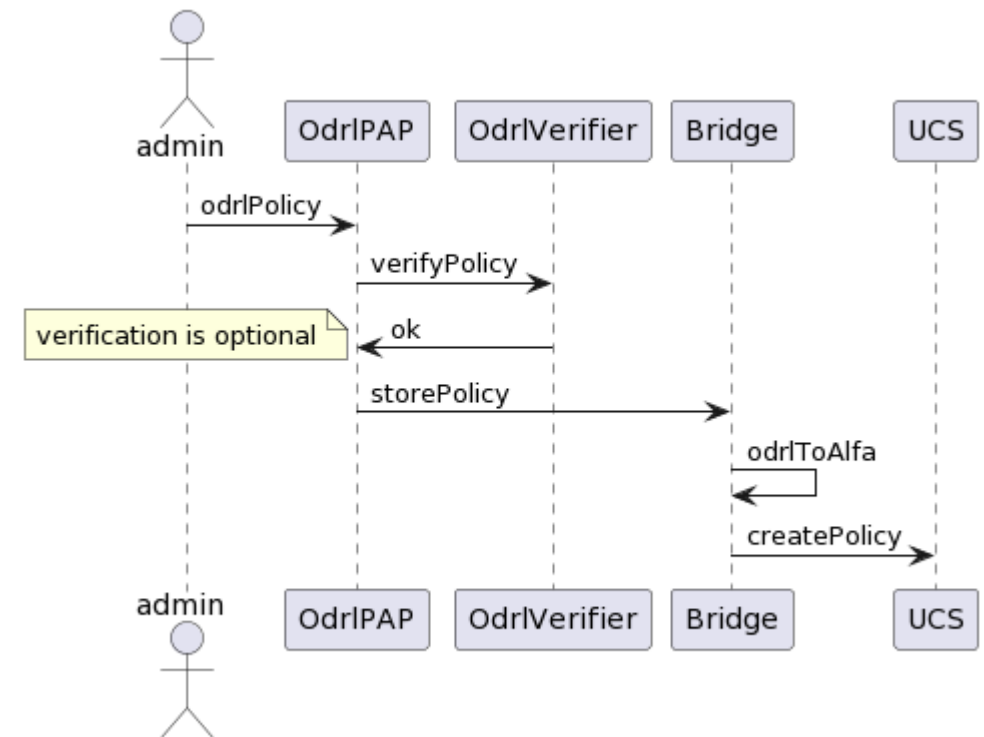 admin
OdrlPAP
OdrlVerifier
Bridge
UCS
odrlPolicy
verifyPolicy
verification is optional
ok
storePolicy
odrlToAlfa
createPolicy
admin
OdrlPAP
OdrlVerifier
Bridge
UCS